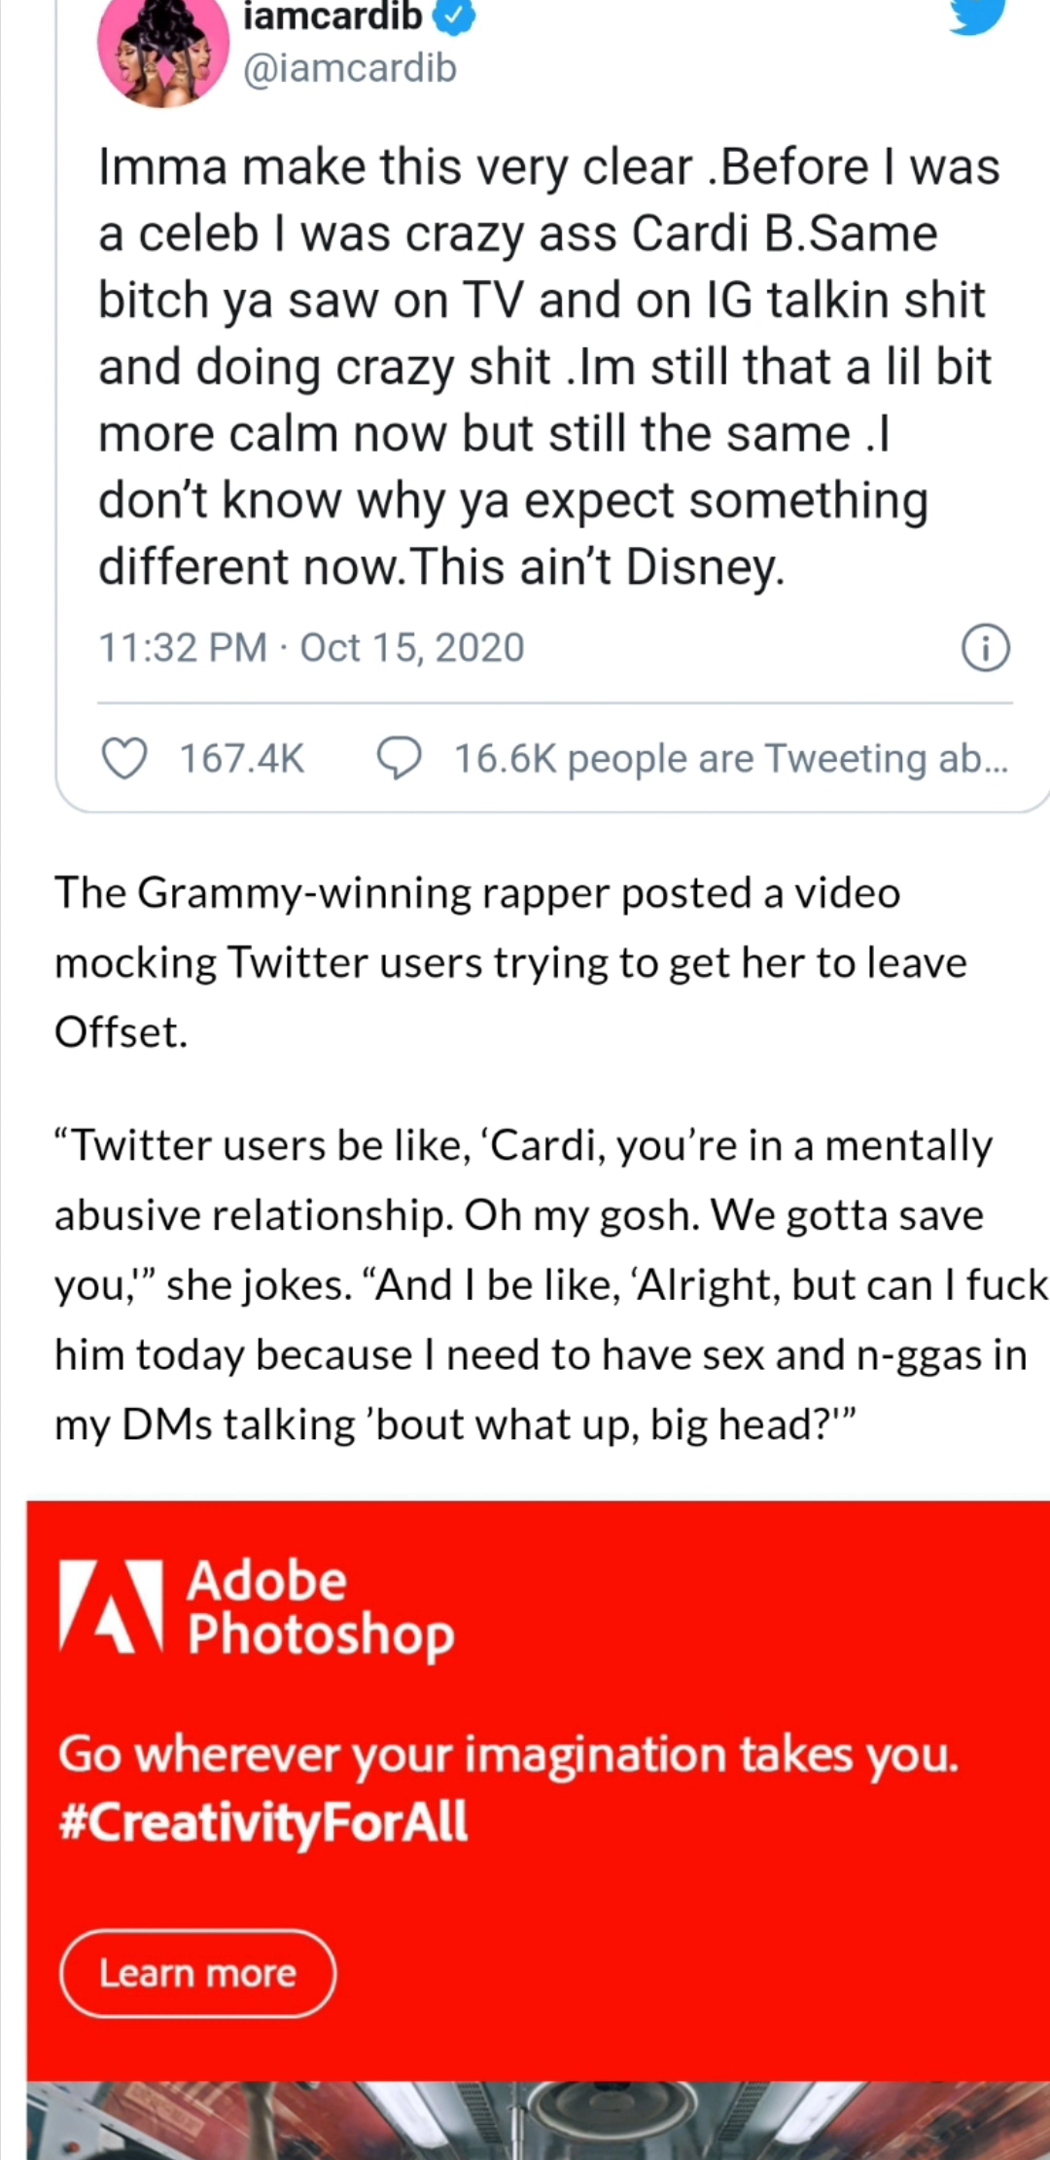 iamcardib
@iamcardib
Imma make this very clear .Before I was
a celeb I was crazy ass Cardi B.Same
bitch ya saw on TV and on IG talkin shit
and doing crazy shit .Im still that a lil bit
more calm now but still the same .I
don’t know why ya expect something
different now.This ain’t Disney.
11:32 PM · Oct 15, 2020
167.4K 16.6K people are Tweeting ab...
The Grammy-winning rapper posted a video
mocking Twitter users trying to get her to leave
Offset.
“Twitter users be like, ‘Cardi, you’re in a mentally
abusive relationship. Oh my gosh. We gotta save
you,'” she jokes. “And I be like, ‘Alright, but can I fuck
him today because I need to have sex and n-ggas in
my DMs talking ’bout what up, big head?'”
Adobe
Photoshop
Go wherever your imagination takes you.
#CreativityForAll
Learn more